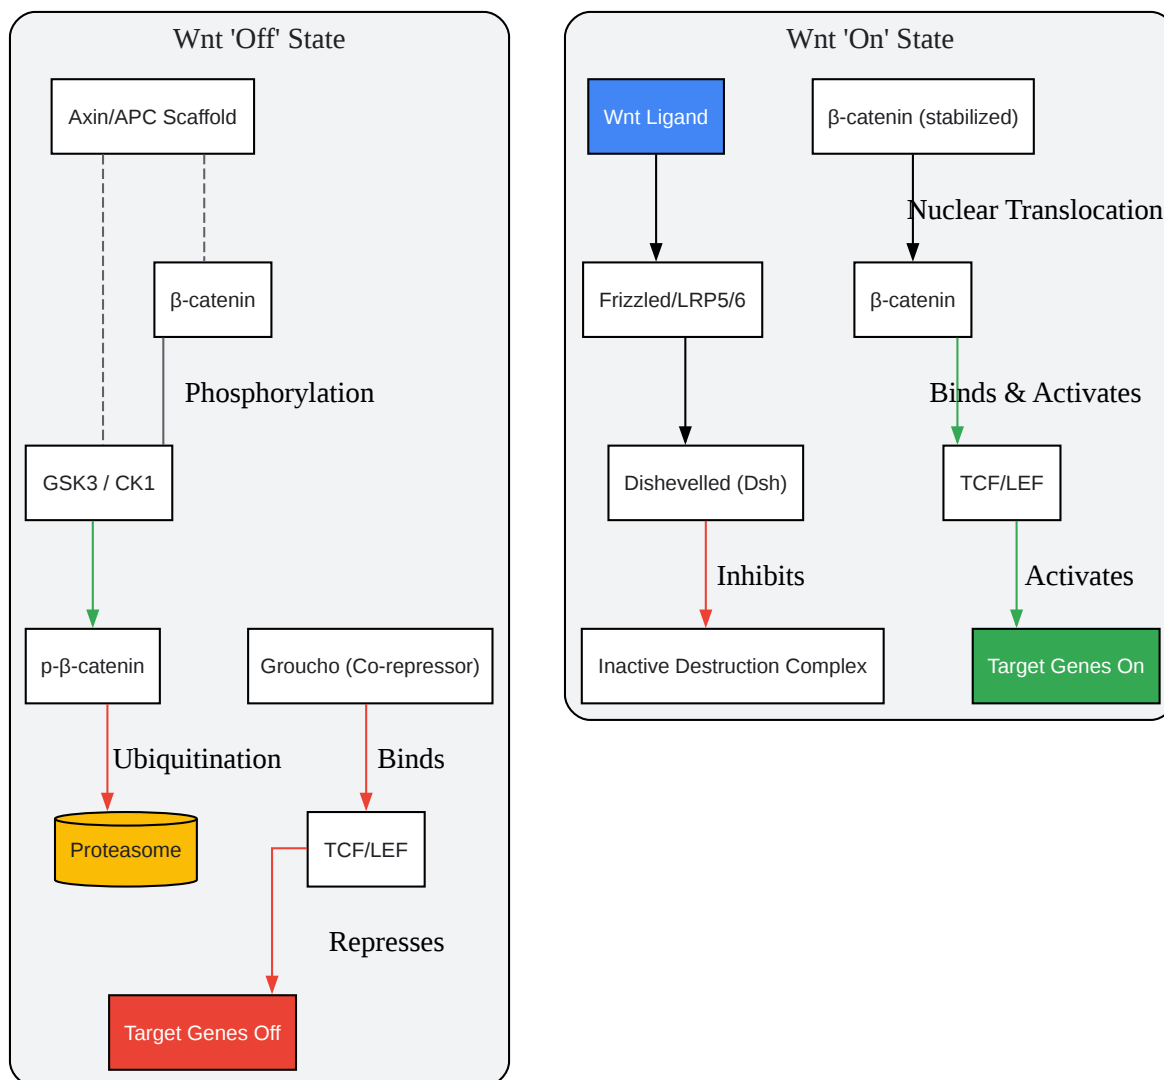 Wnt 'Off' State
Axin/APC Scaffold
β-catenin
Phosphorylation
GSK3 / CK1
p-β-catenin
Groucho (Co-repressor)
Ubiquitination
Binds
Proteasome
TCF/LEF
Represses
Target Genes Off
Wnt 'On' State
Wnt Ligand
β-catenin (stabilized)
Nuclear Translocation
Frizzled/LRP5/6
β-catenin
Binds & Activates
Dishevelled (Dsh)
TCF/LEF
Inhibits
Activates
Inactive Destruction Complex
Target Genes On